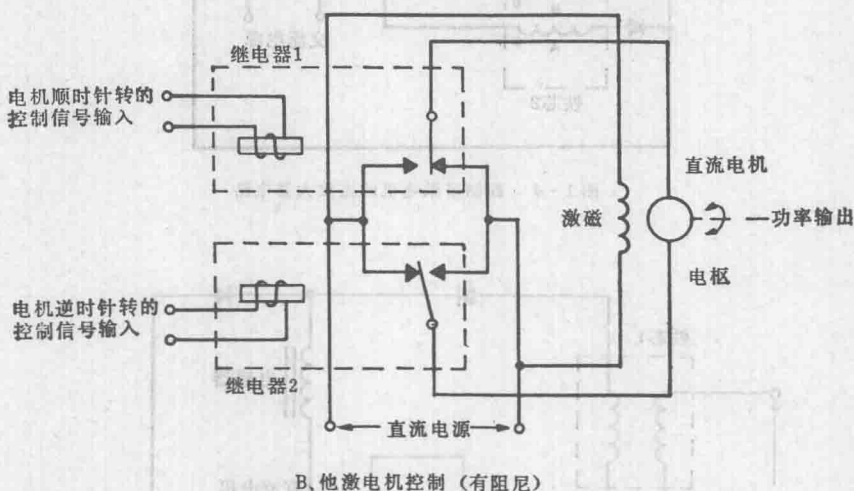 继电器1
电机顺时针转的
控制信号输入
直流电机
激磁
功率输出
电枢
电机逆时针转的
控制信号输入
继电器2
直流电源
B、他激电机控制（有阻尼）